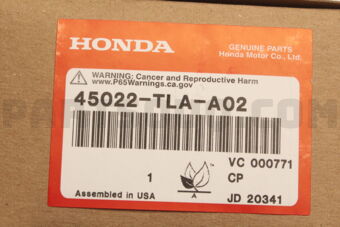 HONDA
GENUINE PARTS
Honda Motor Co., Ltd.
WARNING: Cancer and Reproductive Harm
www.P65Warnings.ca.gov
45022-TLA-A02
VC 000771
1
CP
Assembled in USA
JD 20341